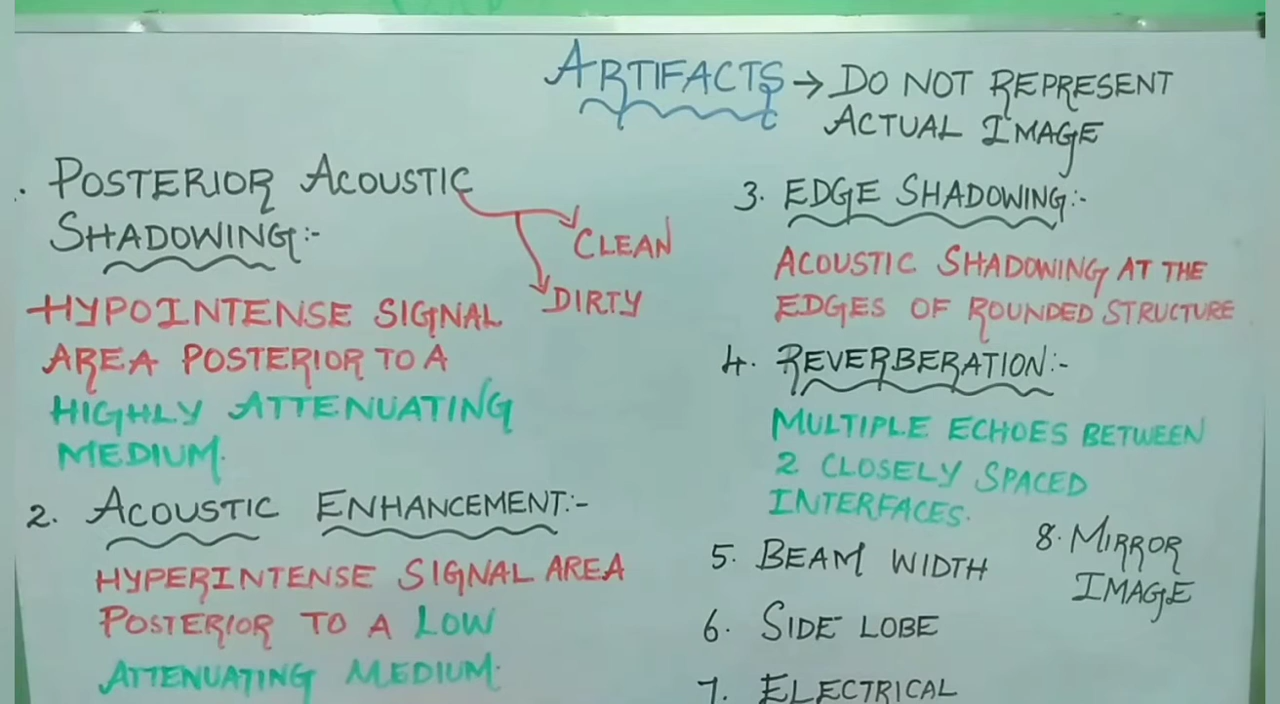 ARTIFACTS → DO NOT REPRESENT
ACTUAL IMAGE
. POSTERIOR ACOUSTIC
SHADOWING:-
CLEAN
DIRTY
HYPOINTENSE SIGNAL
AREA POSTERIOR TO A
HIGHLY ATTENUATING
MEDIUM.
2. ACOUSTIC ENHANCEMENT:-
HYPERINTENSE SIGNAL AREA
POSTERIOR TO A LOW
ATTENUATING MEDIUM.
3. EDGE SHADOWING:-
ACOUSTIC SHADOWING AT THE
EDGES OF ROUNDED STRUCTURE
4. REVERBERATION:-
MULTIPLE ECHOES BETWEEN
2 CLOSELY SPACED
INTERFACES.
5. BEAM WIDTH
6. SIDE LOBE
7. ELECTRICAL
8. MIRROR
IMAGE